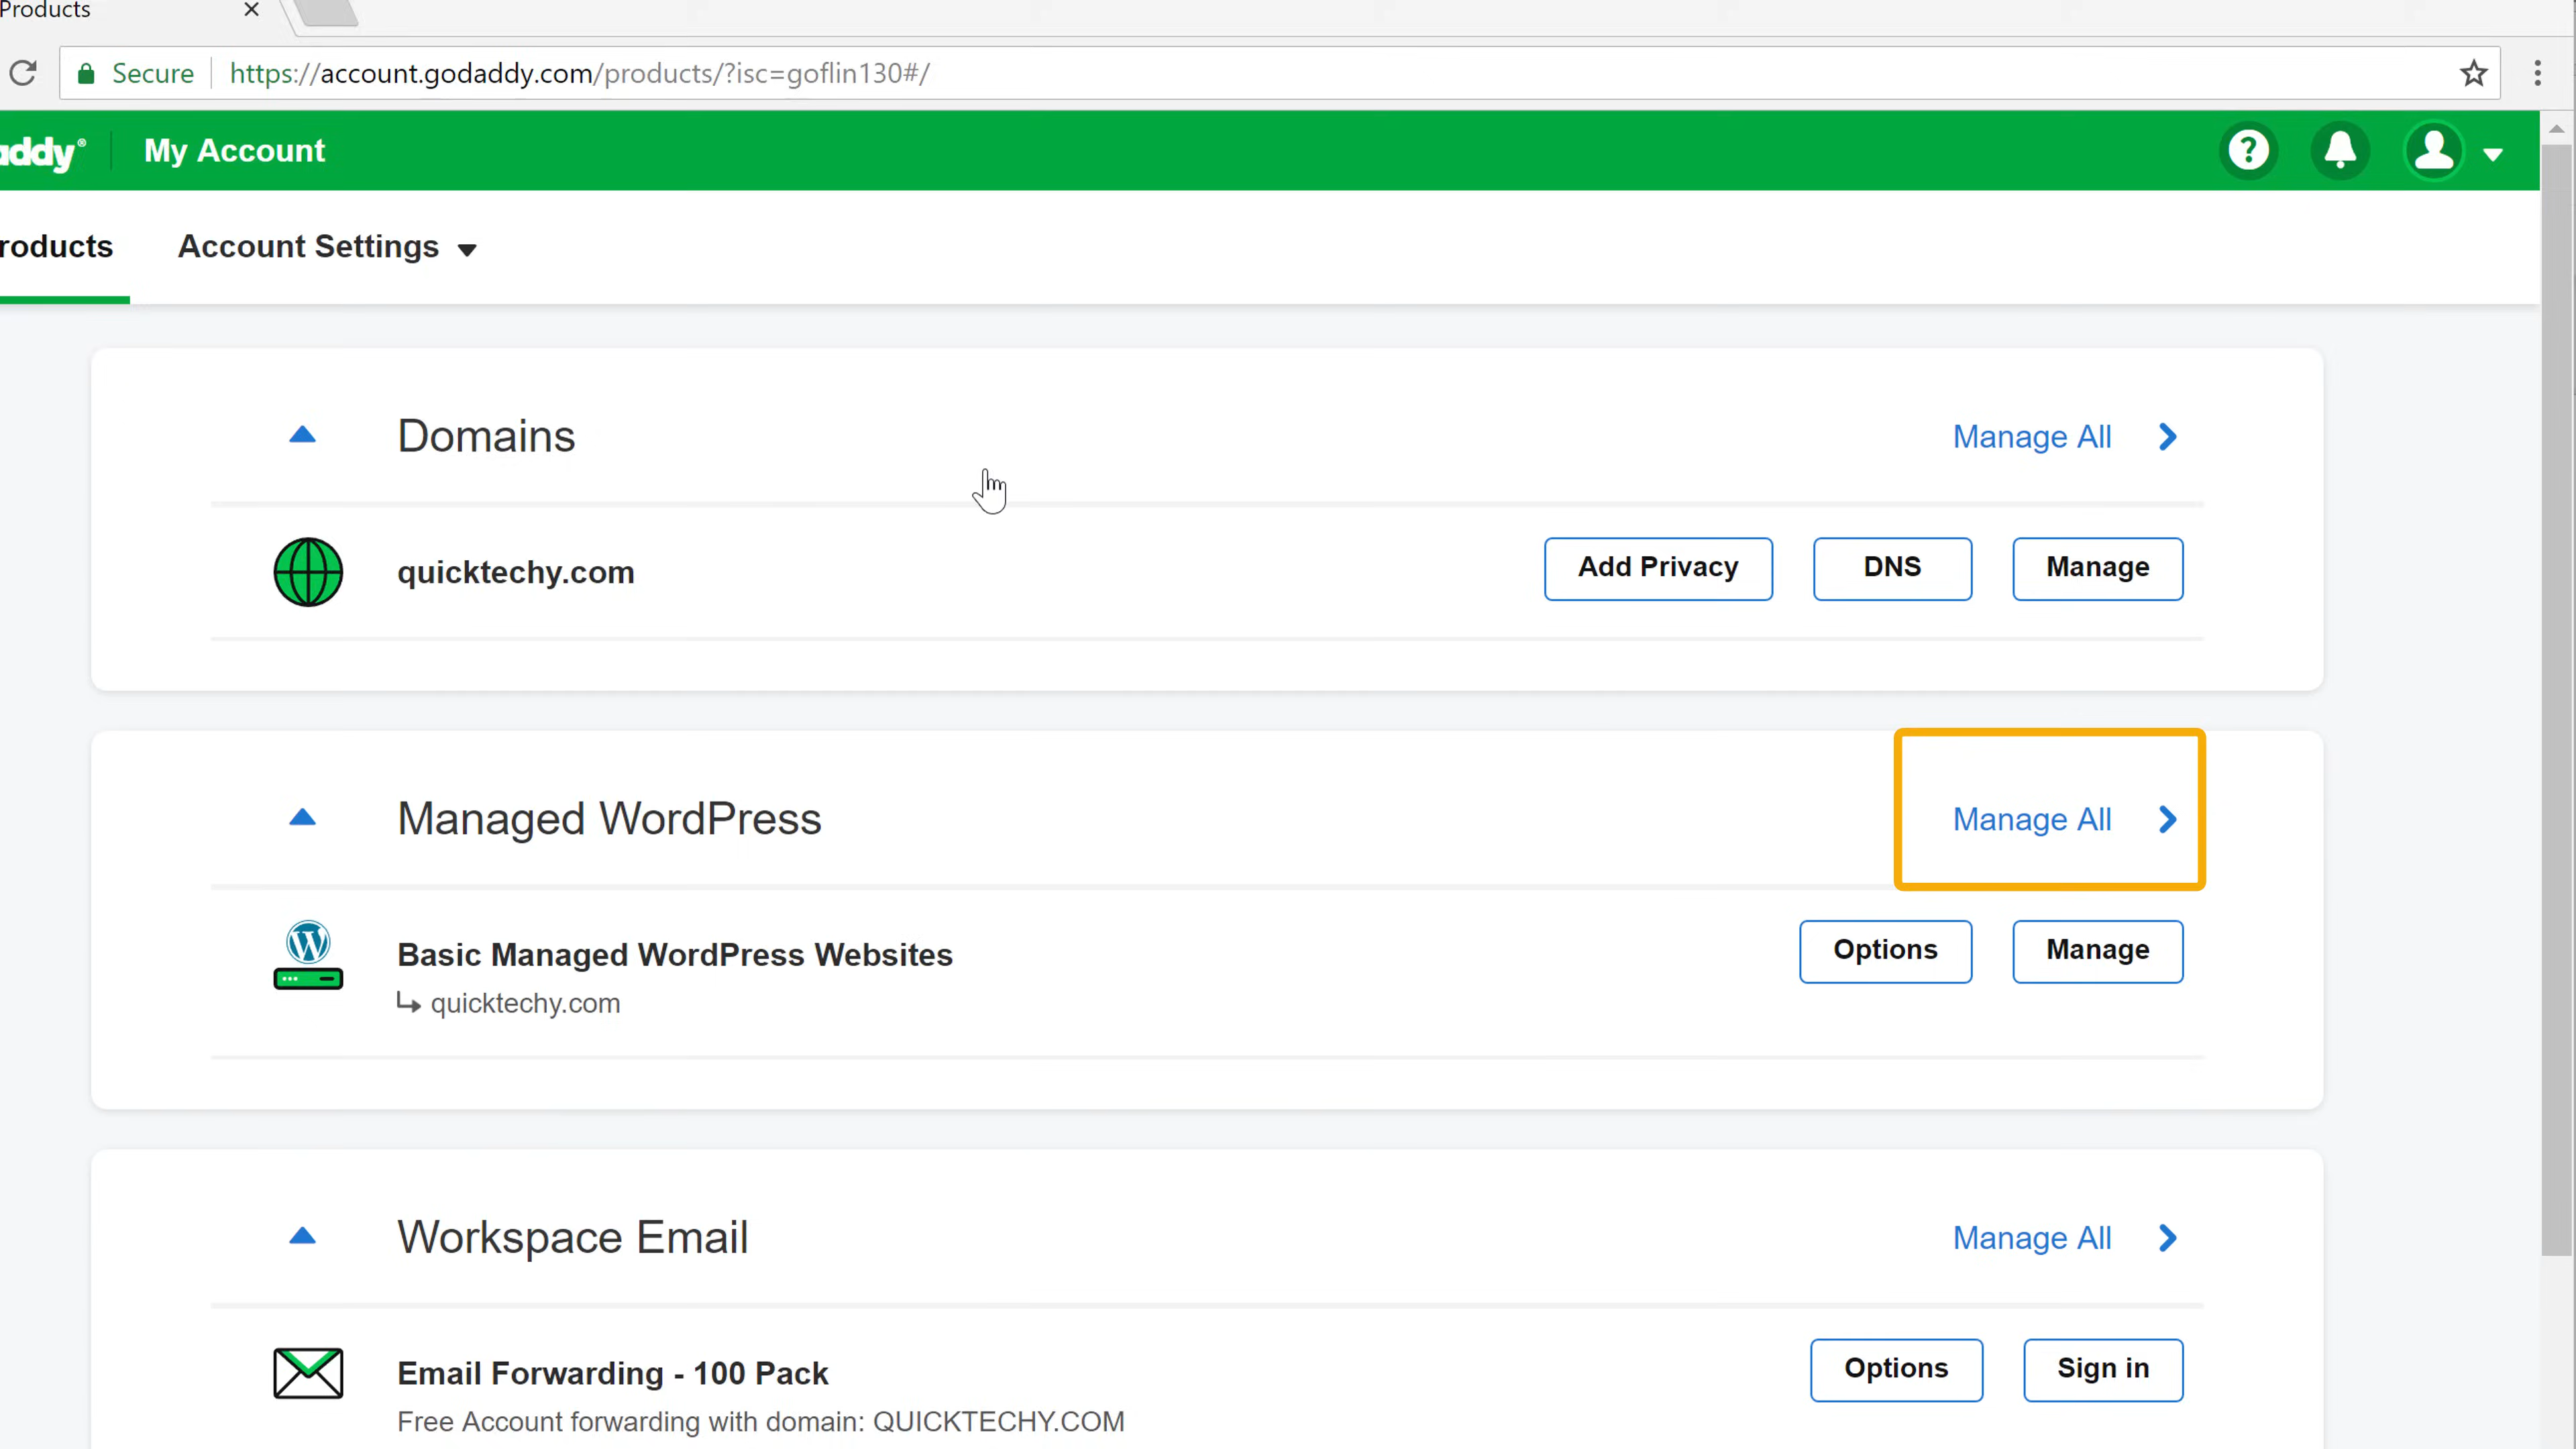 Products
Secure https://account.godaddy.com/products/?isc=goflin130#/
addy® My Account
roducts Account Settings
Domains Manage All
quicktechy.com Add Privacy DNS Manage
Managed WordPress Manage All
Basic Managed WordPress Websites Options Manage
quicktechy.com
Workspace Email Manage All
Email Forwarding - 100 Pack Options Sign in
Free Account forwarding with domain: QUICKTECHY.COM